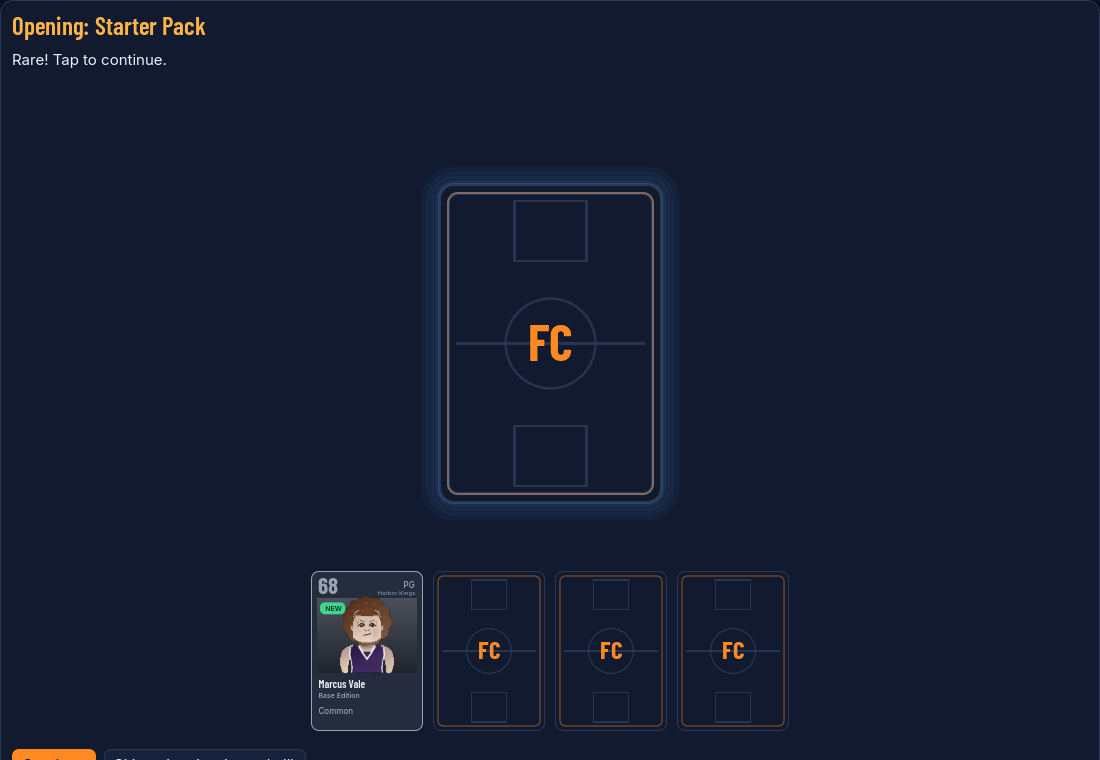 Opening: Starter Pack
Rare! Tap to continue.
FC
68
PG
Harbor Kings
NEW
Marcus Vale
Base Edition
Common
FC
FC
FC